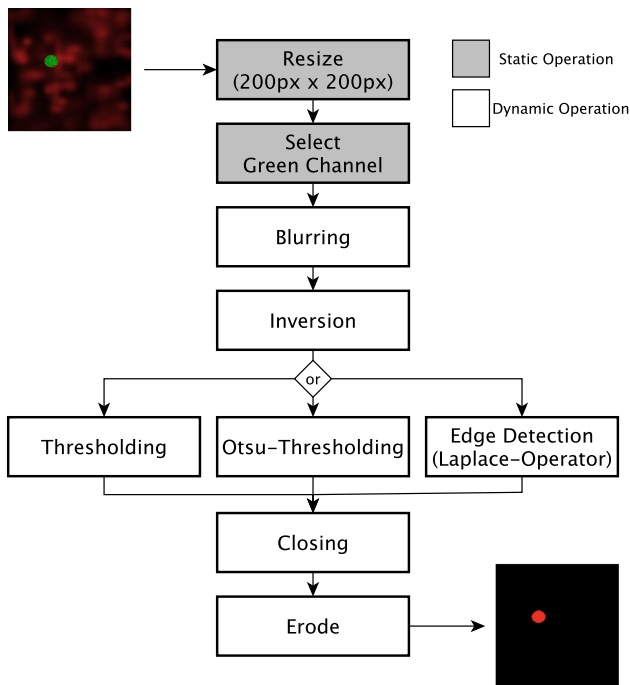 Resize
(200px x 200px)
Static Operation
Dynamic Operation
Select
Green Channel
Blurring
Inversion
or
Thresholding
Otsu-Thresholding
Edge Detection
(Laplace-Operator)
Closing
Erode